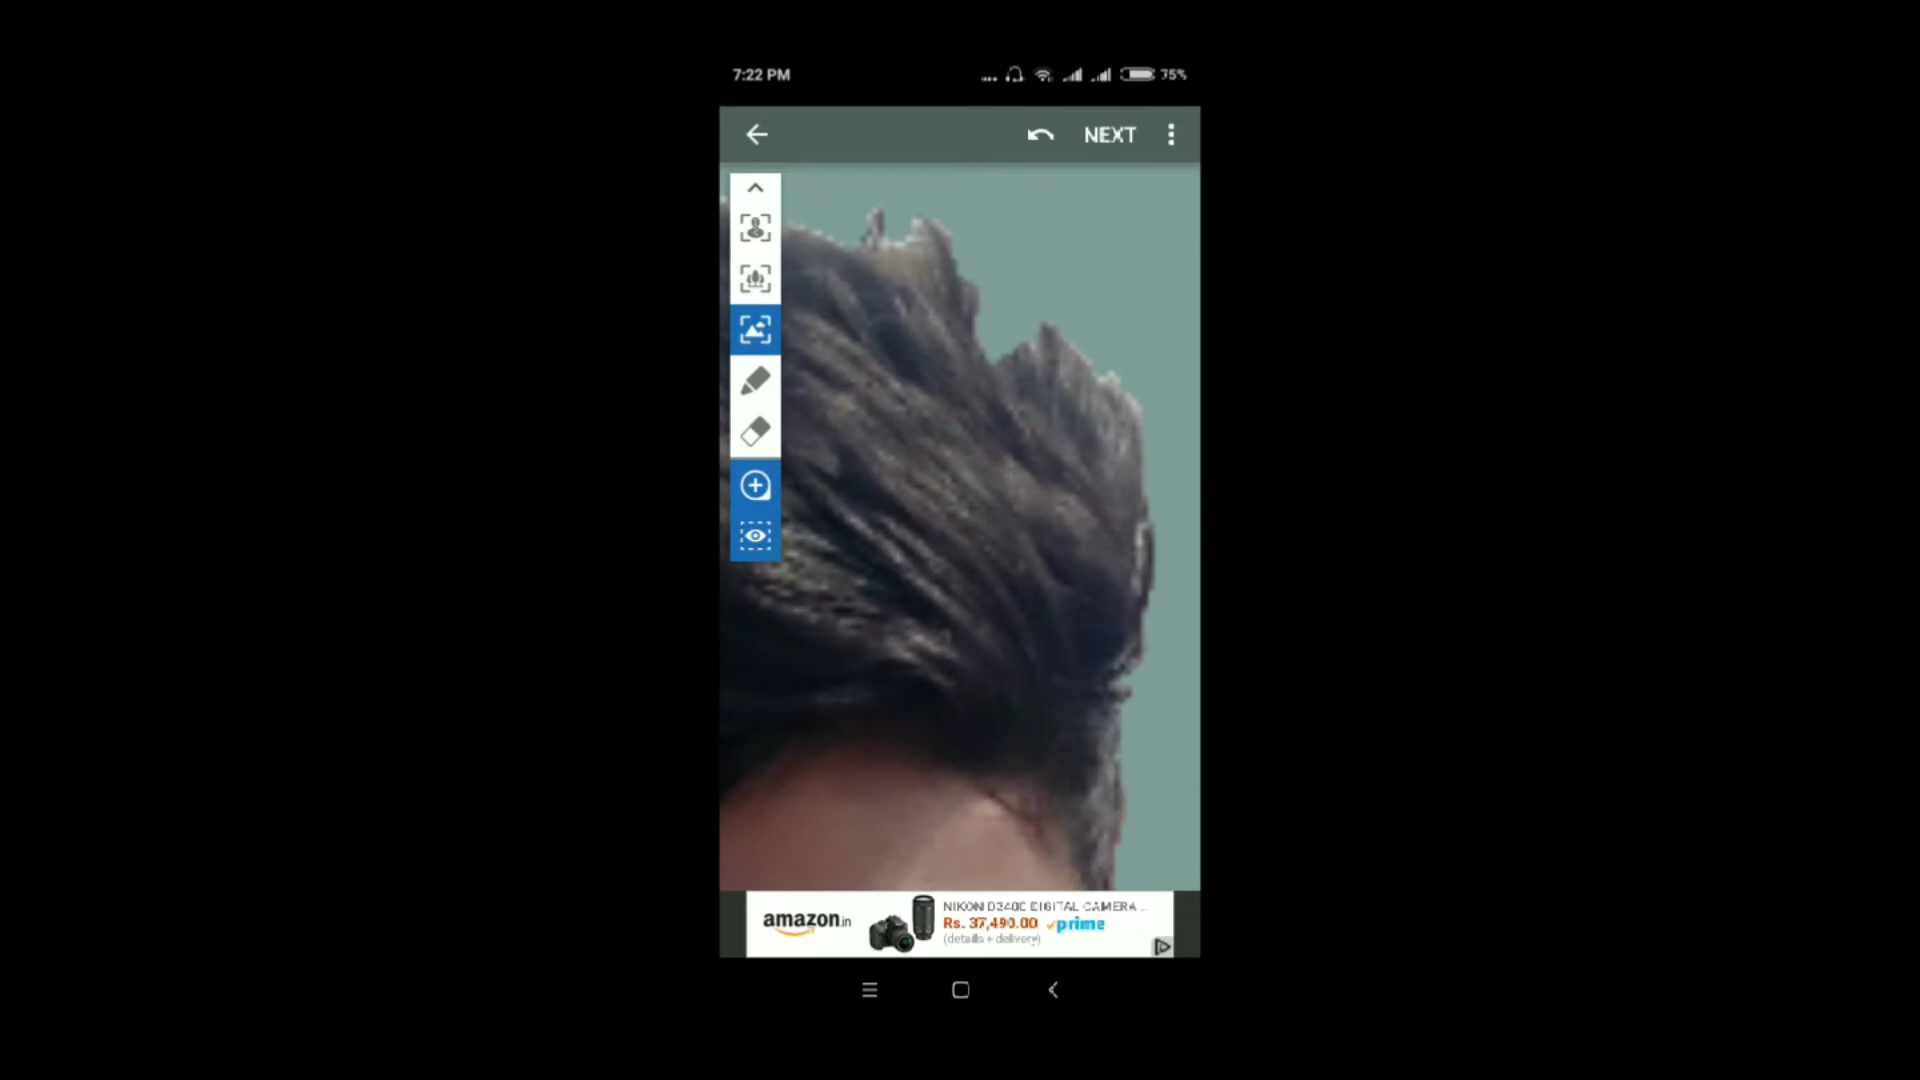 7:22 PM
75%
NEXT
amazon.in
NIKON D3400 DIGITAL CAMERA...
Rs. 37,490.00 prime
(details + delivery)